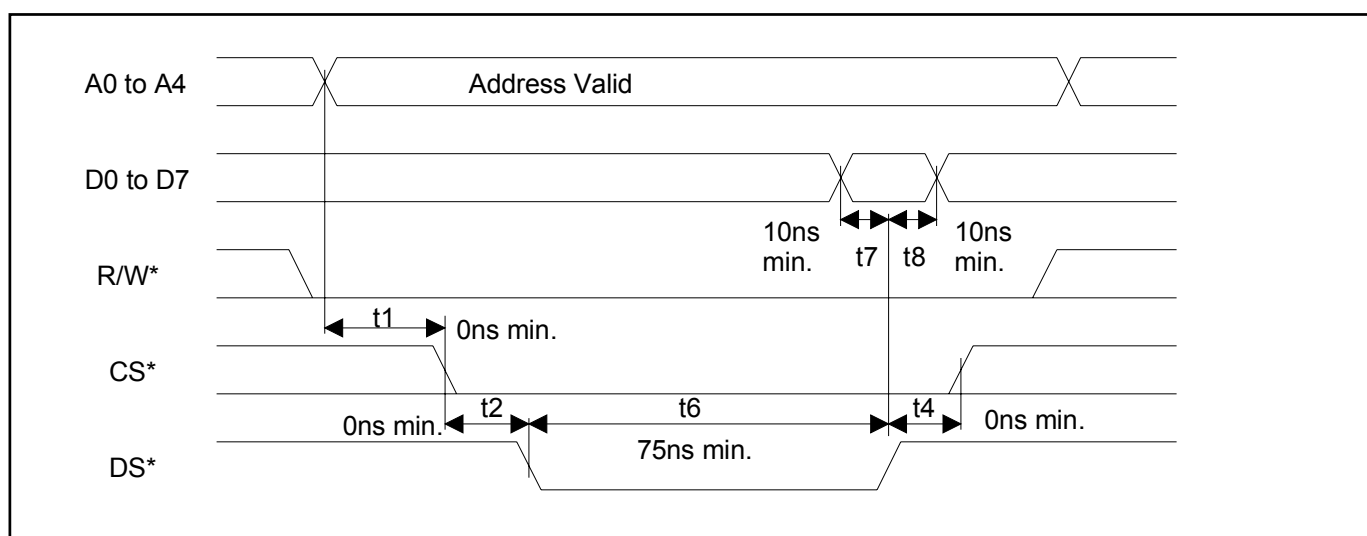 A0 to A4
Address Valid
D0 to D7
10ns
min.
t7
t8
10ns
min.
R/W*
t1
0ns min.
CS*
0ns min.
t2
t6
75ns min.
t4
0ns min.
DS*